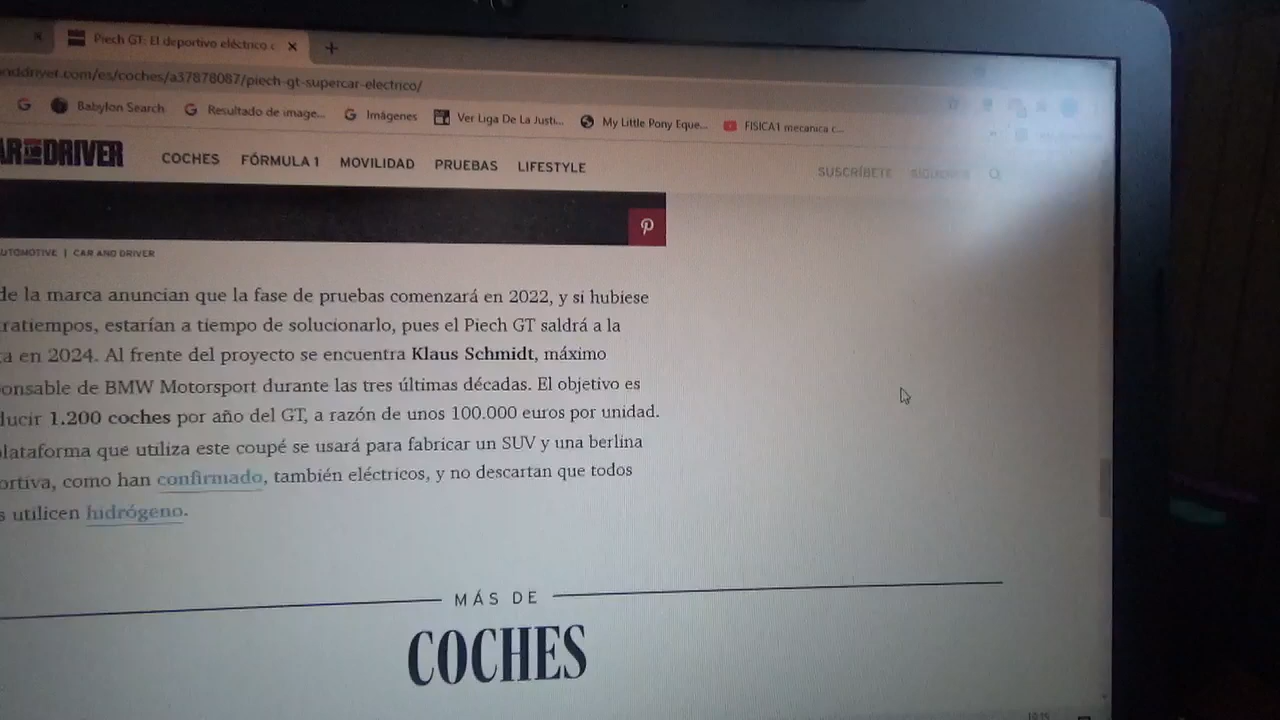 Piech GT: El deportivo eléctrico c
nddriver.com/es/coches/a37878087/piech-gt-supercar-electrico/
Babylon Search Resultado de image... Imágenes Ver Liga De La Justi... My Little Pony Eque... FISICA1 mecanica c...
AR AND DRIVER COCHES FÓRMULA 1 MOVILIDAD PRUEBAS LIFESTYLE SUSCRÍBETE
UTOMOTIVE | CAR AND DRIVER
de la marca anuncian que la fase de pruebas comenzará en 2022, y si hubiese
ratiempos, estarían a tiempo de solucionarlo, pues el Piech GT saldrá a la
a en 2024. Al frente del proyecto se encuentra Klaus Schmidt, máximo
onsable de BMW Motorsport durante las tres últimas décadas. El objetivo es
ducir 1.200 coches por año del GT, a razón de unos 100.000 euros por unidad.
plataforma que utiliza este coupé se usará para fabricar un SUV y una berlina
ortiva, como han confirmado, también eléctricos, y no descartan que todos
s utilicen hidrógeno.
MÁS DE
COCHES